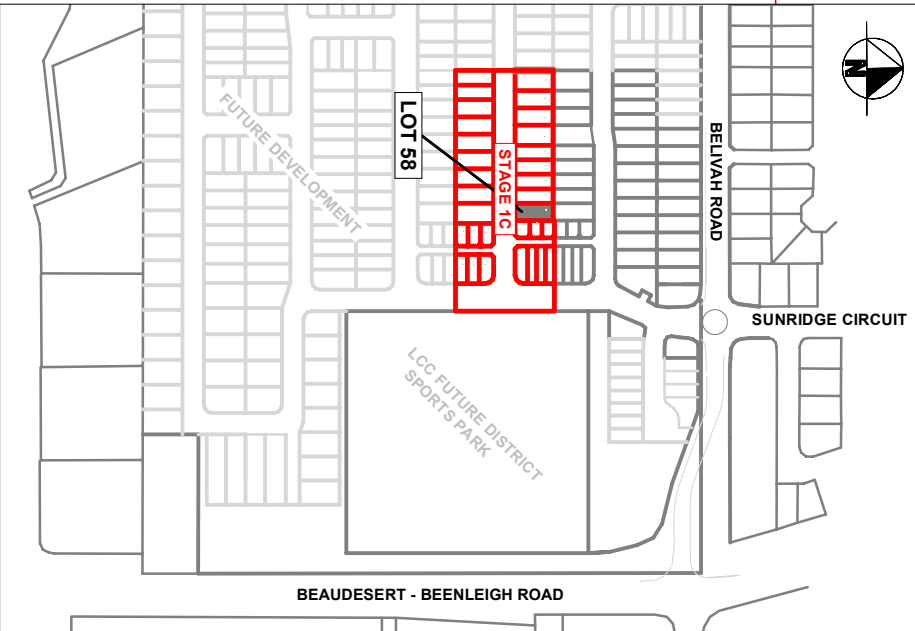 N
FUTURE DEVELOPMENT
LOT 58
STAGE 1C
BELIVAH ROAD
SUNRIDGE CIRCUIT
LCC FUTURE DISTRICT
SPORTS PARK
BEAUDESERT - BEENLEIGH ROAD